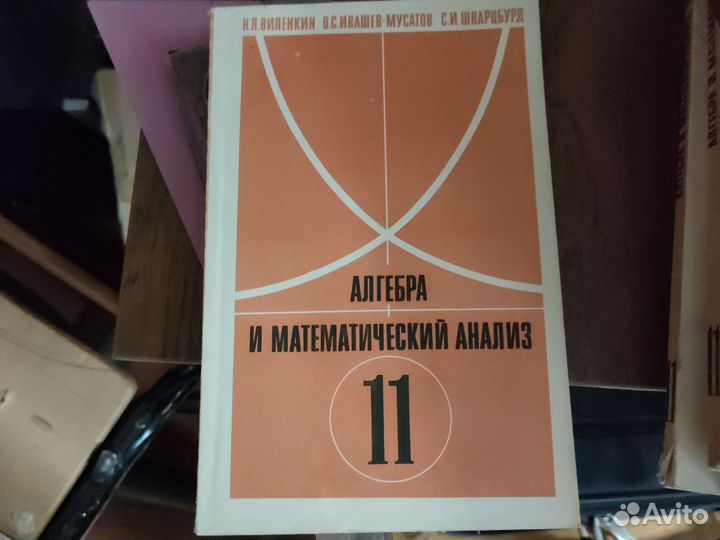 Н.Я.ВИЛЕНКИН О.С.ИВАШЕВ-МУСАТОВ С.И.ШВАРЦБУРД
АЛГЕБРА
И МАТЕМАТИЧЕСКИЙ АНАЛИЗ
11
Avito